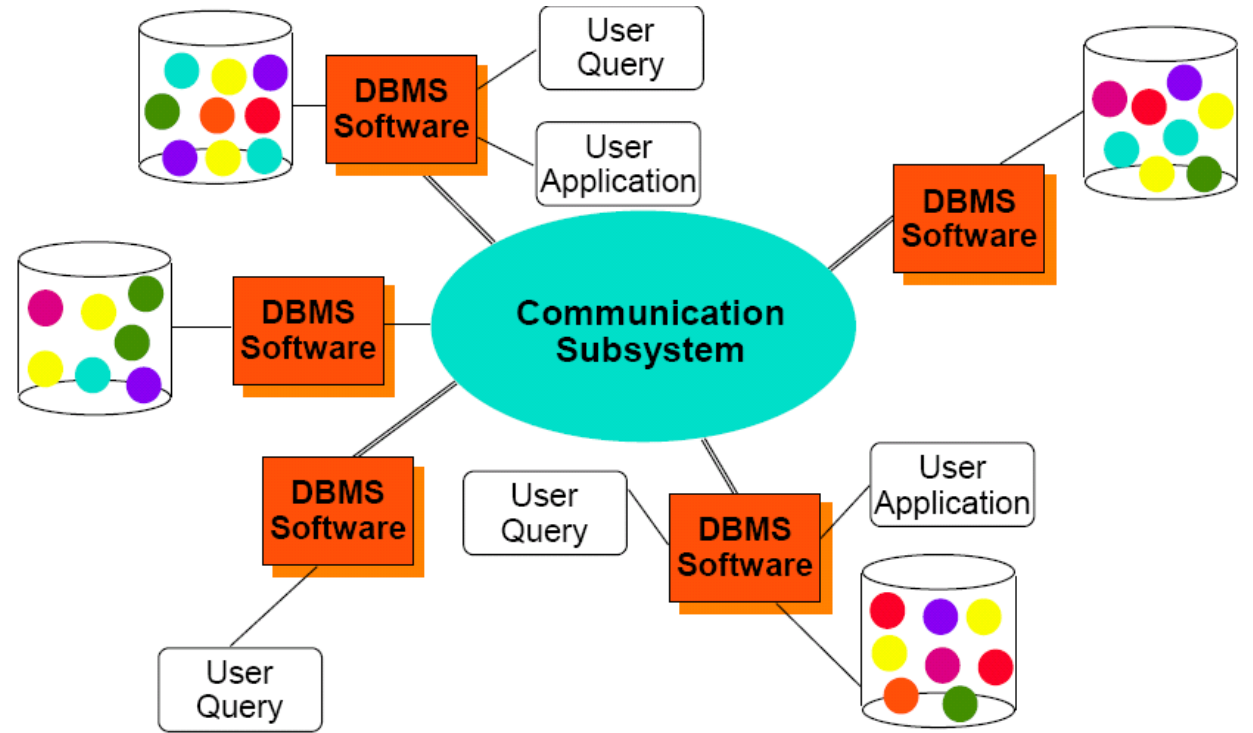 User
Query
DBMS
Software
User
Application
DBMS
Software
DBMS
Software
Communication
Subsystem
DBMS
Software
User
Query
User
Query
DBMS
Software
User
Application